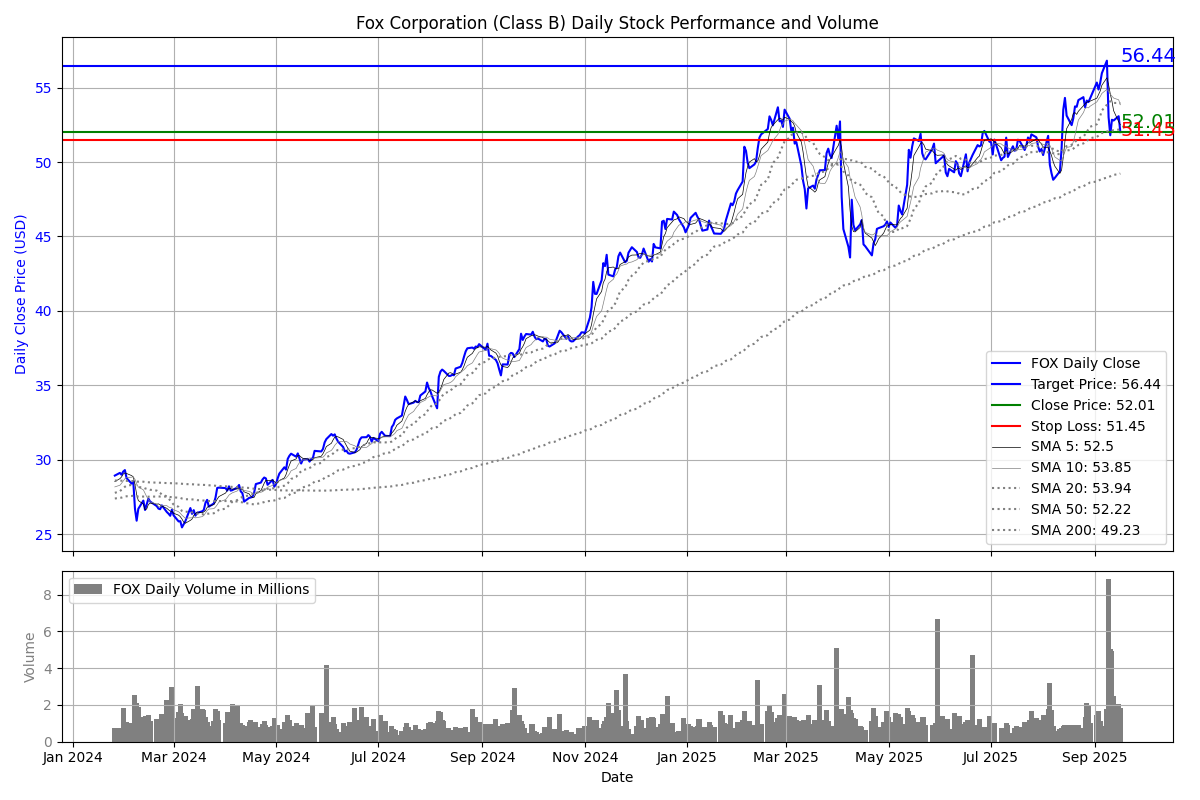 Fox Corporation (Class B) Daily Stock Performance and Volume
56.44
52.01
51.45
55
50
45
40
35
30
25
Daily Close Price (USD)
FOX Daily Close
Target Price: 56.44
Close Price: 52.01
Stop Loss: 51.45
SMA 5: 52.5
SMA 10: 53.85
SMA 20: 53.94
SMA 50: 52.22
SMA 200: 49.23
FOX Daily Volume in Millions
8
6
4
2
0
Volume
Jan 2024 Mar 2024 May 2024 Jul 2024 Sep 2024 Nov 2024 Jan 2025 Mar 2025 May 2025 Jul 2025 Sep 2025
Date